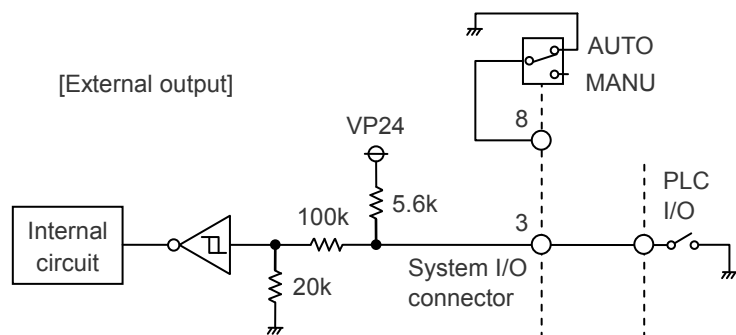 AUTO
MANU
[External output]
8
VP24
PLC
I/O
5.6k
100k
3
Internal
circuit
20k
System I/O
connector